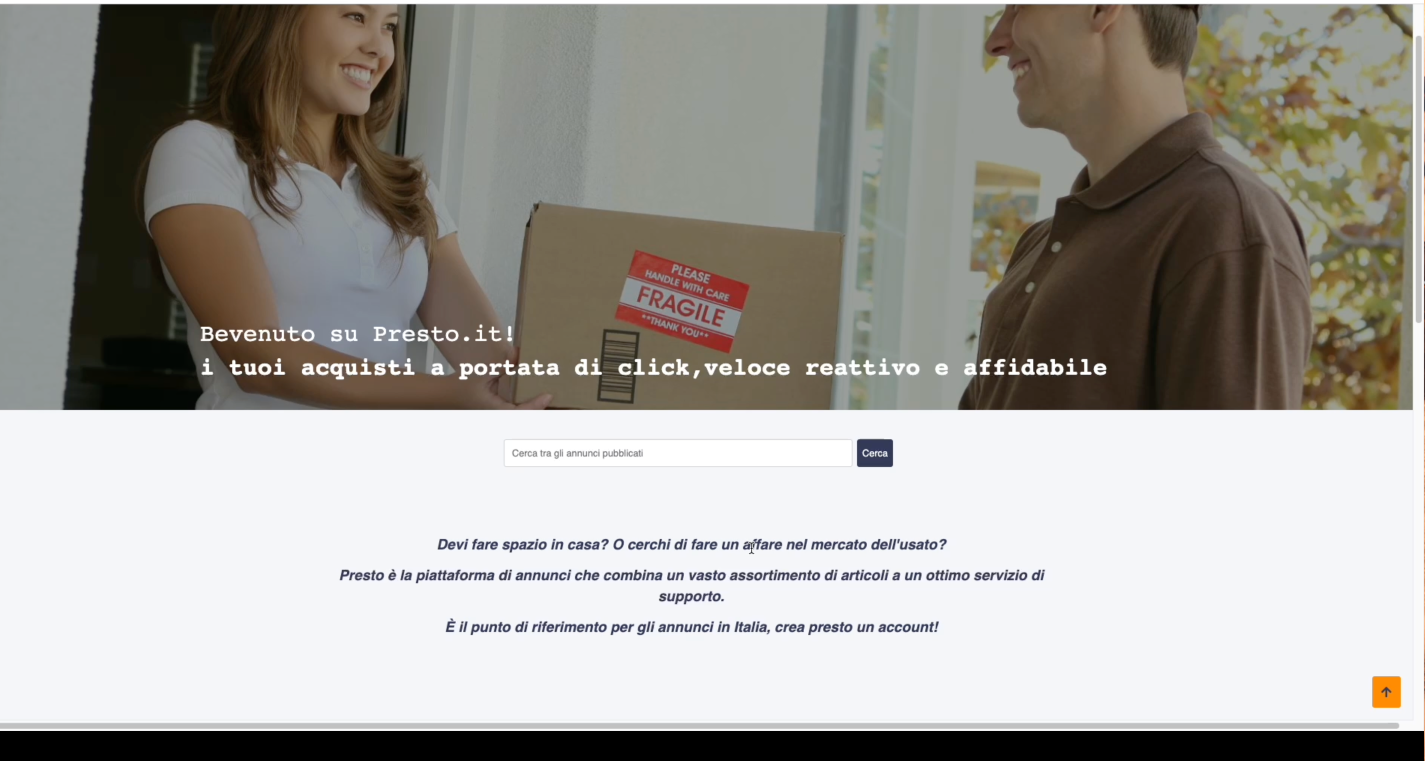 PLEASE
HANDLE WITH CARE
FRAGILE
**THANK YOU**
Bevenuto su Presto.it!
i tuoi acquisti a portata di click,veloce reattivo e affidabile
Cerca tra gli annunci pubblicati
Cerca
Devi fare spazio in casa? O cerchi di fare un affare nel mercato dell'usato?
Presto è la piattaforma di annunci che combina un vasto assortimento di articoli a un ottimo servizio di
supporto.
È il punto di riferimento per gli annunci in Italia, crea presto un account!